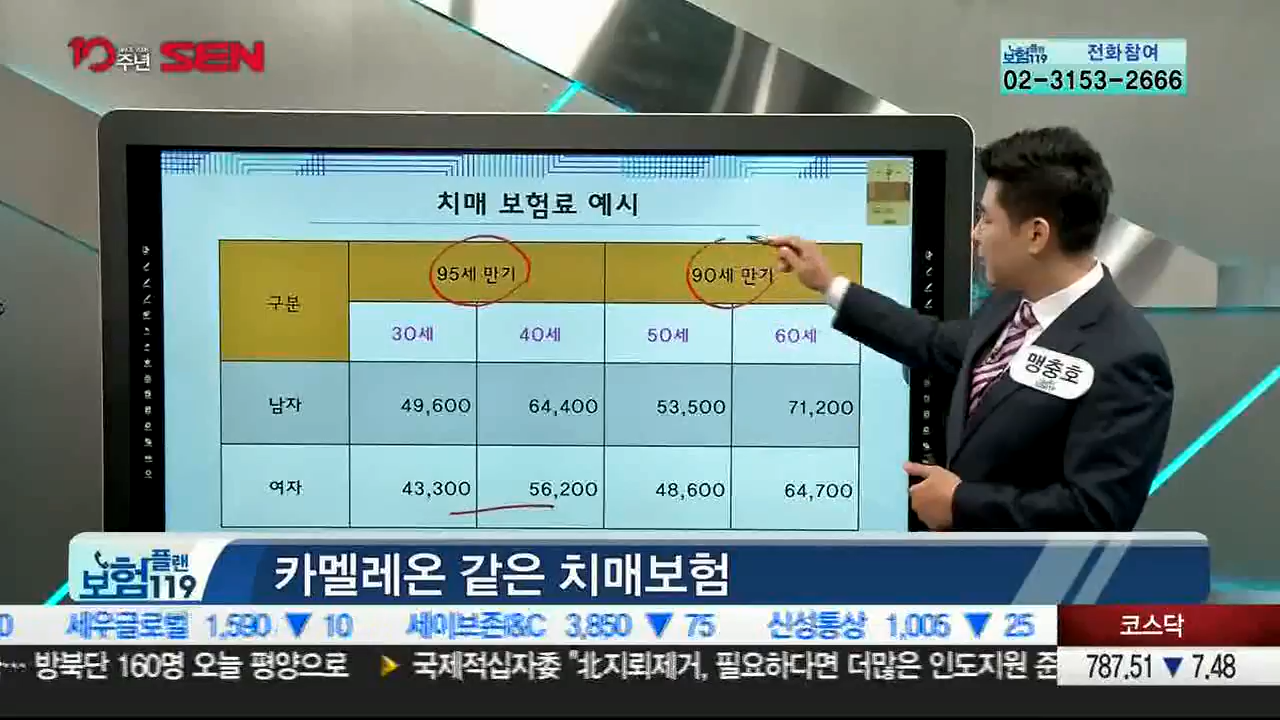 10주년 SEN
보험플랜119 전화참여
02-3153-2666
치매 보험료 예시
구분 95세 만기 90세 만기
30세 40세 50세 60세
남자 49,600 64,400 53,500 71,200
여자 43,300 56,200 48,600 64,700
맹충호
보험플랜119
카멜레온 같은 치매보험
0 세우글로벌 1,590 ▼ 10 세이브존I&C 3,850 ▼ 75 신성통상 1,005 ▼ 25 코스닥
방북단 160명 오늘 평양으로 ▶ 국제적십자委 "北지뢰제거, 필요하다면 더많은 인도지원 준 787.51 ▼ 7.48